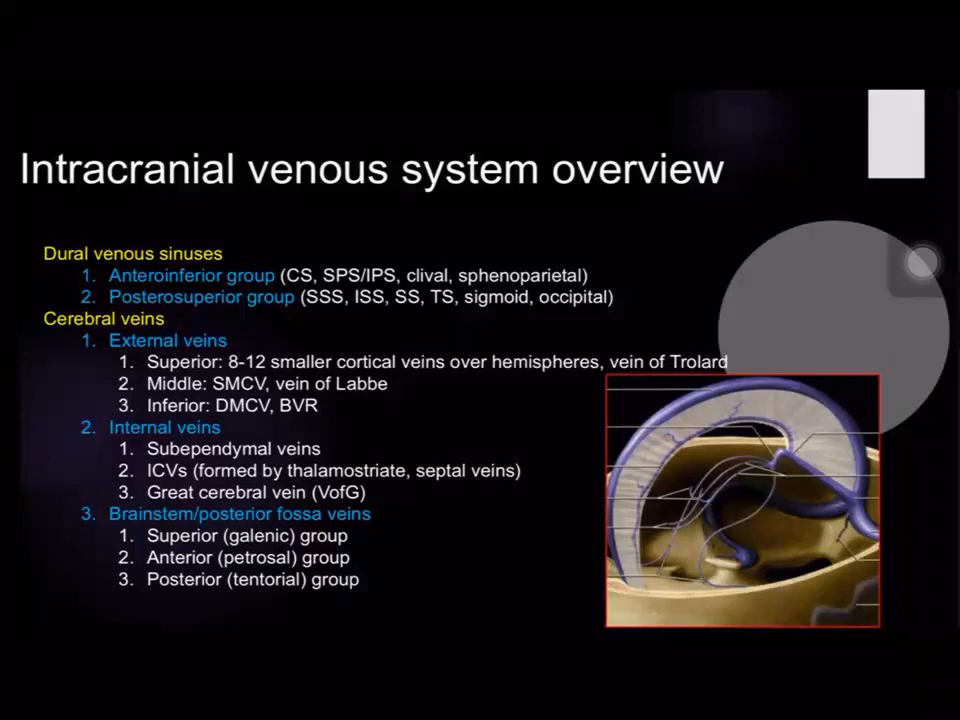 Intracranial venous system overview
Dural venous sinuses
1. Anteroinferior group (CS, SPS/IPS, clival, sphenoparietal)
2. Posterosuperior group (SSS, ISS, SS, TS, sigmoid, occipital)
Cerebral veins
1. External veins
1. Superior: 8-12 smaller cortical veins over hemispheres, vein of Trolard
2. Middle: SMCV, vein of Labbe
3. Inferior: DMCV, BVR
2. Internal veins
1. Subependymal veins
2. ICVs (formed by thalamostriate, septal veins)
3. Great cerebral vein (VofG)
3. Brainstem/posterior fossa veins
1. Superior (galenic) group
2. Anterior (petrosal) group
3. Posterior (tentorial) group